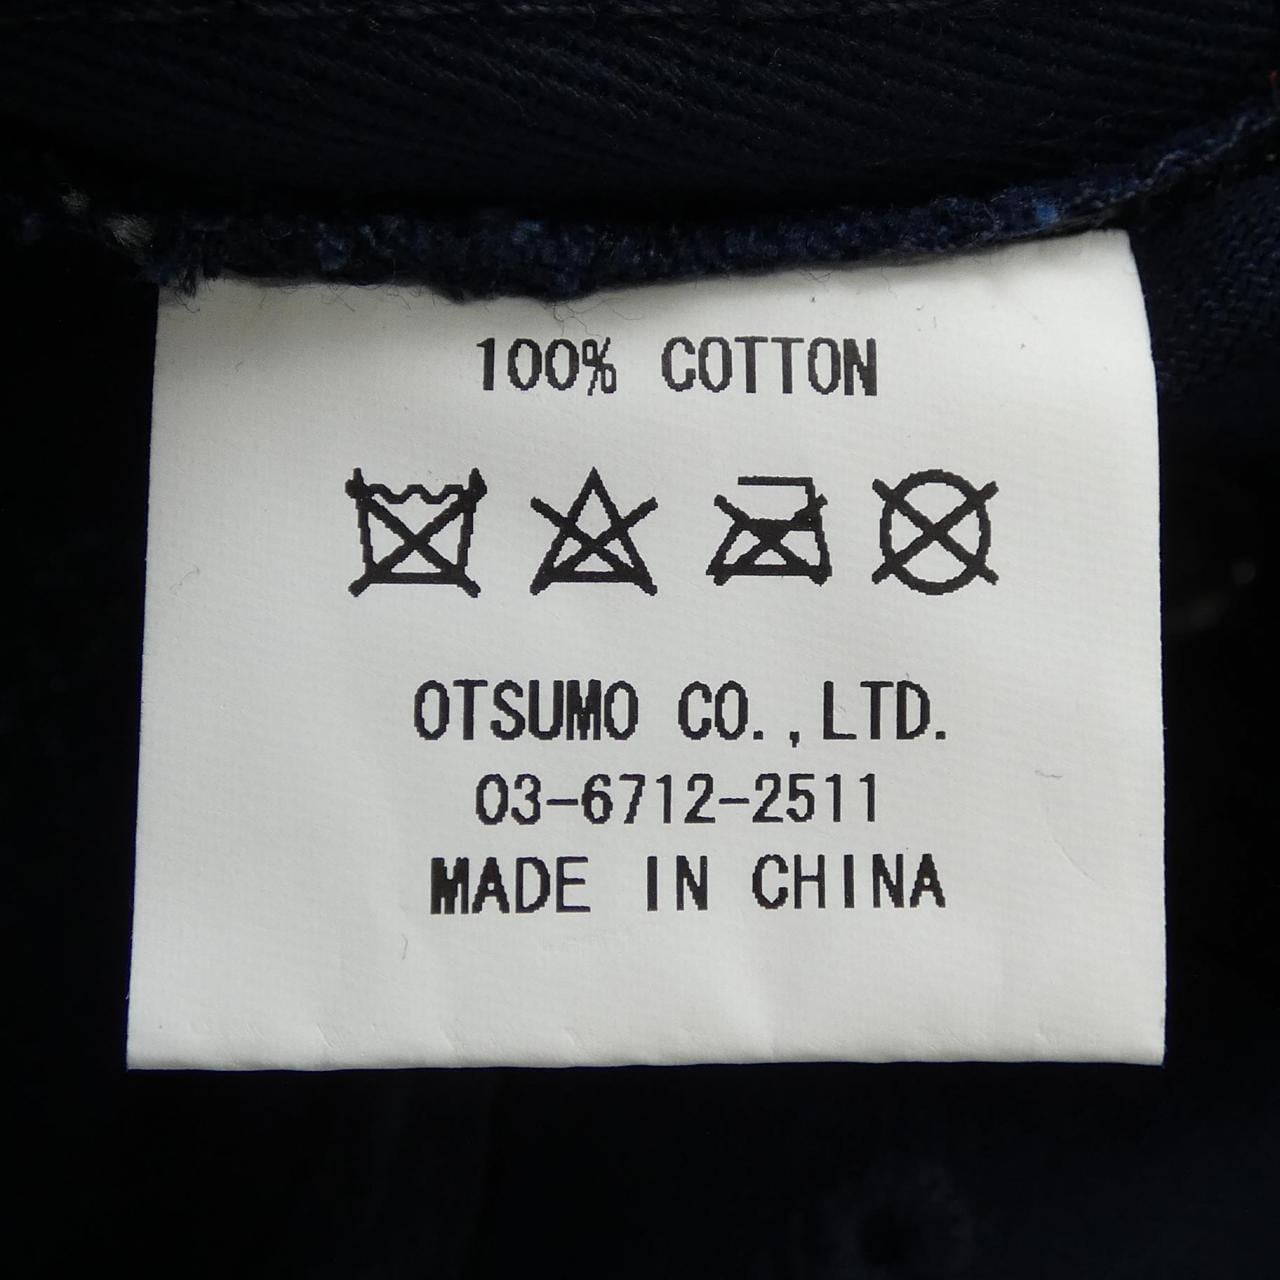 100% COTTON
OTSUMO CO.,LTD.
03-6712-2511
MADE IN CHINA